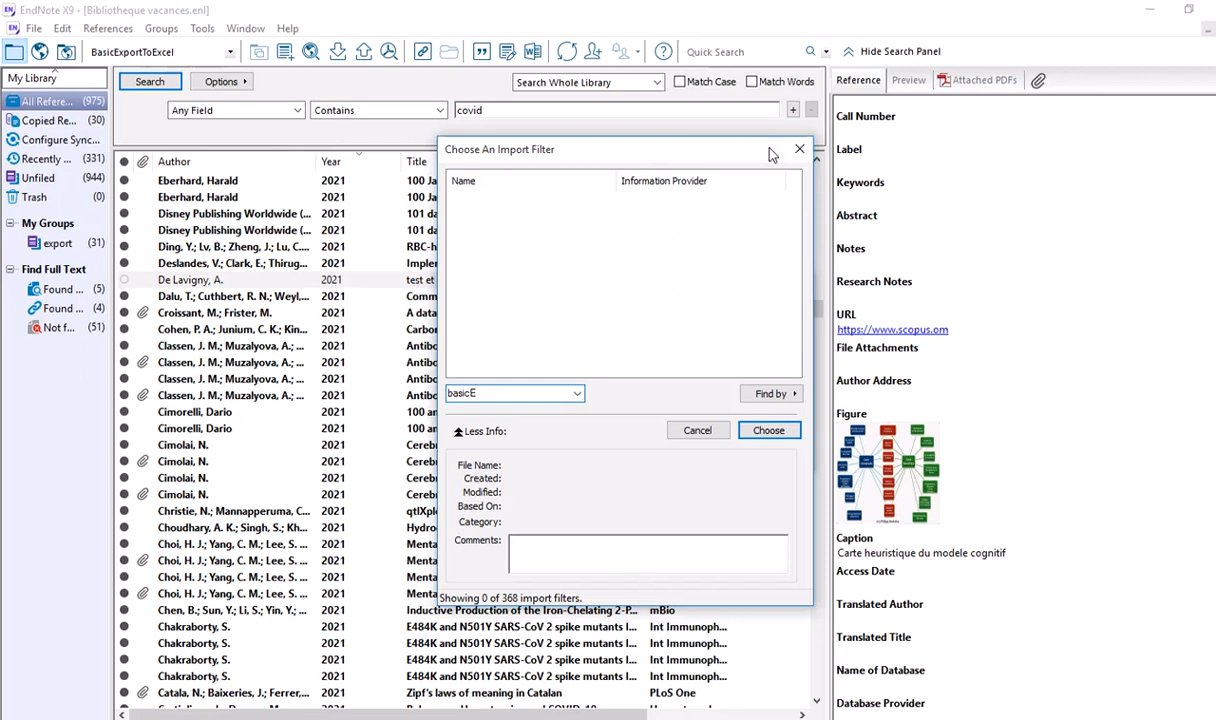 EndNote X9 - [Bibliotheque vacances.enl]
File Edit References Groups Tools Window Help
BasicExportToExcel Quick Search Hide Search Panel
My Library
All Refere... (975)
Copied Re... (30)
Configure Sync...
Recently ... (331)
Unfiled (944)
Trash (0)
My Groups
export (31)
Find Full Text
Found ... (5)
Found ... (4)
Not f... (51)
Search Options Search Whole Library Match Case Match Words
Any Field Contains covid
Author Year Title
Eberhard, Harald 2021 100 Ja
Eberhard, Harald 2021 100 Ja
Disney Publishing Worldwide (... 2021 101 da
Disney Publishing Worldwide (... 2021 101 da
Ding, Y.; Lv, B.; Zheng, J.; Lu, C.... 2021 RBC-h
Deslandes, V.; Clark, E.; Thirug... 2021 Imple
De Lavigny, A. 2021 test et
Dalu, T.; Cuthbert, R. N.; Weyl,... 2021 Comm
Croissant, M.; Frister, M. 2021 A data
Cohen, P. A.; Junium, C. K.; Kin... 2021 Carbo
Classen, J. M.; Muzalyova, A.;... 2021 Antibo
Classen, J. M.; Muzalyova, A.;... 2021 Antibo
Classen, J. M.; Muzalyova, A.;... 2021 Antibo
Classen, J. M.; Muzalyova, A.;... 2021 Antibo
Cimorelli, Dario 2021 100 an
Cimorelli, Dario 2021 100 an
Cimolai, N. 2021 Cereb
Cimolai, N. 2021 Cereb
Cimolai, N. 2021 Cereb
Cimolai, N. 2021 Cereb
Christie, N.; Mannapperuma, C... 2021 qtlXplo
Choudhary, A. K.; Singh, S.; Kh... 2021 Hydro
Choi, H. J.; Yang, C. M.; Lee, S. ... 2021 Menta
Choi, H. J.; Yang, C. M.; Lee, S. ... 2021 Menta
Choi, H. J.; Yang, C. M.; Lee, S. ... 2021 Menta
Choi, H. J.; Yang, C. M.; Lee, S. ... 2021 Menta
Chen, B.; Sun, Y.; Li, S.; Yin, Y.;... 2021 Inductive Production of the Iron-Chelating 2-P... mBio
Chakraborty, S. 2021 E484K and N501Y SARS-CoV 2 spike mutants I... Int Immunoph...
Chakraborty, S. 2021 E484K and N501Y SARS-CoV 2 spike mutants I... Int Immunoph...
Chakraborty, S. 2021 E484K and N501Y SARS-CoV 2 spike mutants I... Int Immunoph...
Chakraborty, S. 2021 E484K and N501Y SARS-CoV 2 spike mutants I... Int Immunoph...
Catala, N.; Baixeries, J.; Ferrer,... 2021 Zipf's laws of meaning in Catalan PLoS One
Choose An Import Filter
Name Information Provider
basicE Find by
Less Info: Cancel Choose
File Name:
Created:
Modified:
Based On:
Category:
Comments:
Showing 0 of 368 import filters.
Reference Preview Attached PDFs
Call Number
Label
Keywords
Abstract
Notes
Research Notes
URL
https://www.scopus.om
File Attachments
Author Address
Figure
Caption
Carte heuristique du modele cognitif
Access Date
Translated Author
Translated Title
Name of Database
Database Provider